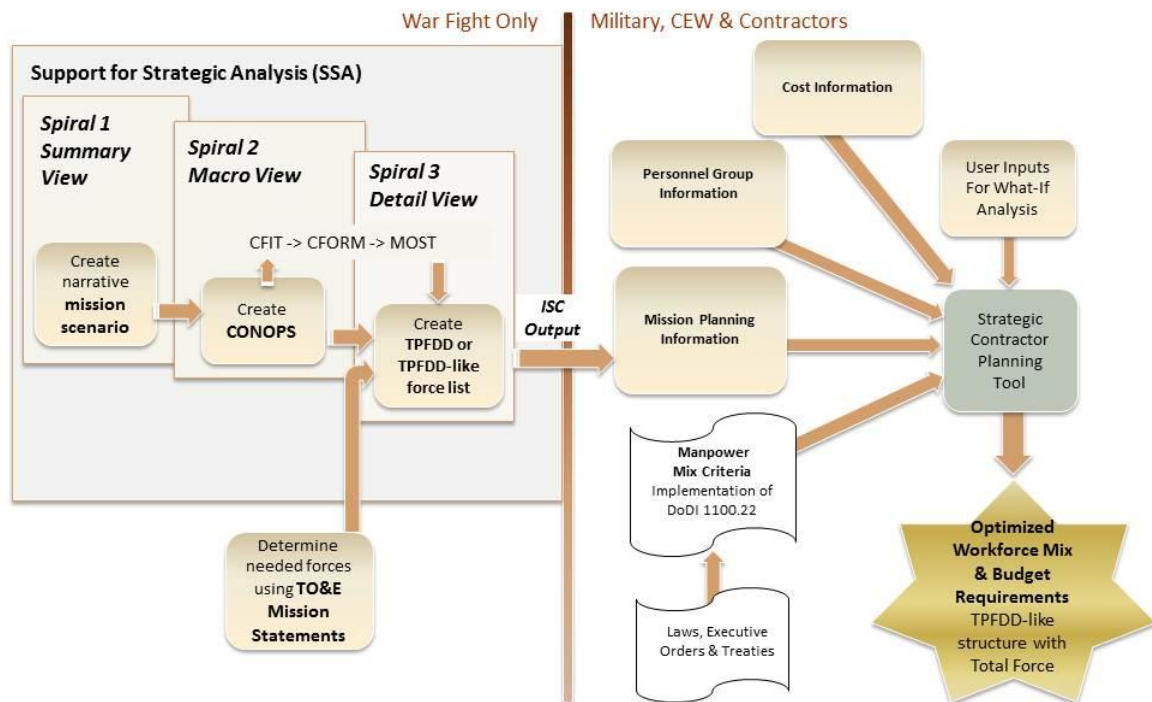 War Fight Only
Military, CEW & Contractors
Support for Strategic Analysis (SSA)
Spiral 1
Summary
View
Spiral 2
Macro View
Spiral 3
Detail View
CFIT -> CFORM -> MOST
Create
narrative
mission
scenario
Create
CONOPS
Create
TPFDD or
TPFDD-like
force list
Determine
needed forces
using TO&E
Mission
Statements
ISC
Output
Cost Information
Personnel Group
Information
User Inputs
For What-If
Analysis
Mission Planning
Information
Strategic
Contractor
Planning
Tool
Manpower
Mix Criteria
Implementation of
DoDI 1100.22
Laws, Executive
Orders & Treaties
Optimized
Workforce Mix
& Budget
Requirements
TPFDD-like
structure with
Total Force